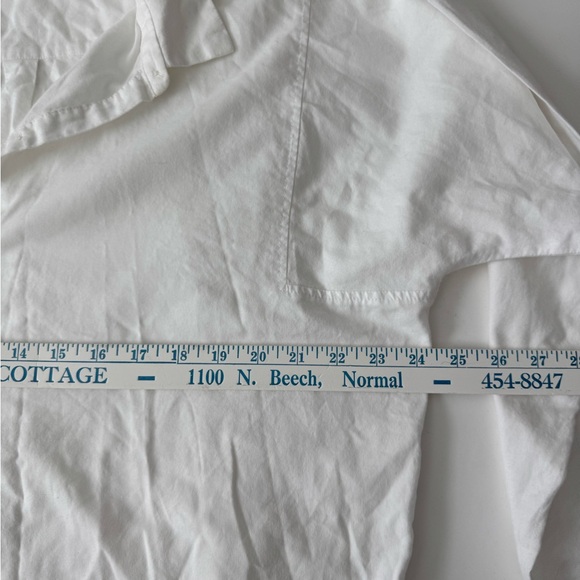 14 15 16 17 18 19 20 21 22 23 24 25 26 27 2
COTTAGE — 1100 N. Beech, Normal — 454-8847